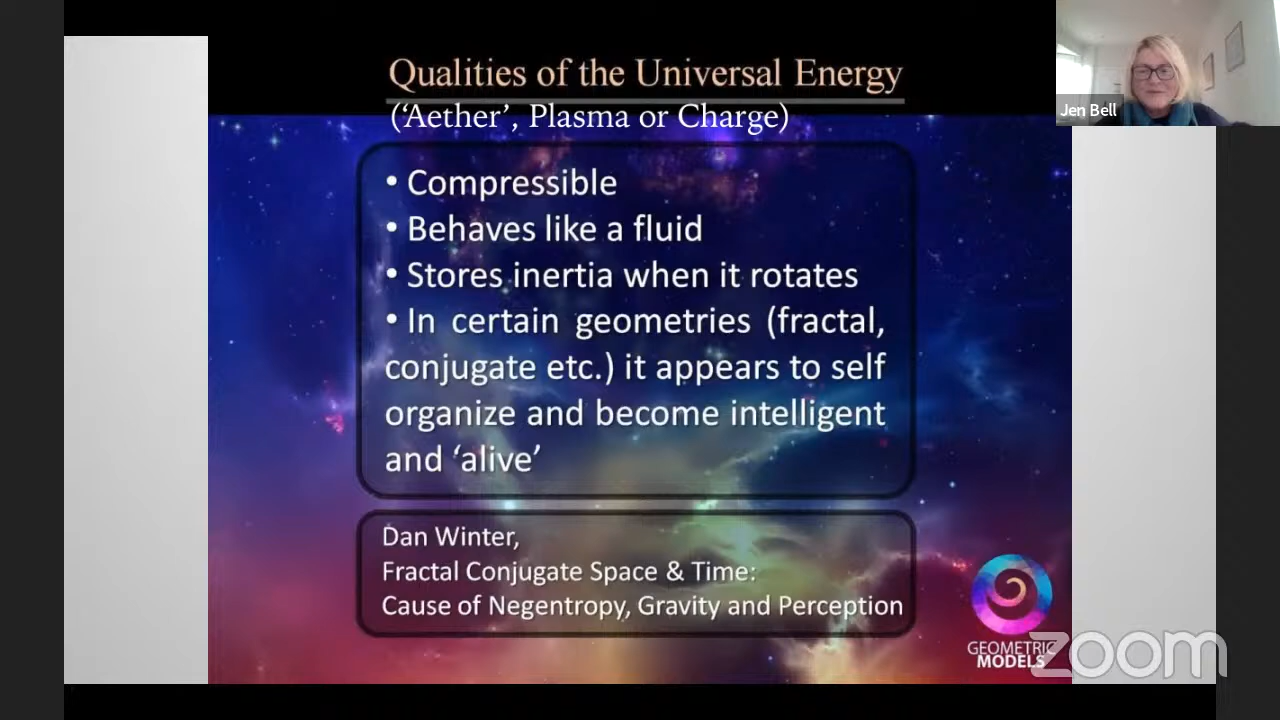 Qualities of the Universal Energy
('Aether', Plasma or Charge)
• Compressible
• Behaves like a fluid
• Stores inertia when it rotates
• In certain geometries (fractal,
conjugate etc.) it appears to self
organize and become intelligent
and 'alive'
Dan Winter,
Fractal Conjugate Space & Time:
Cause of Negentropy, Gravity and Perception
GEOMETRIC
MODELS
zoom
Jen Bell